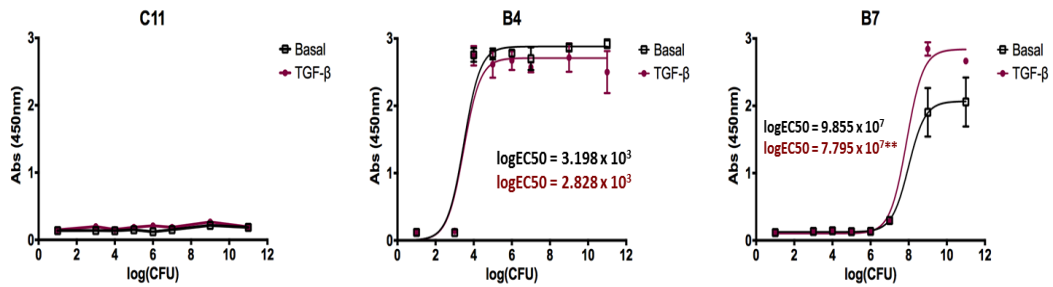 C11
Abs (450nm)
3
2
1
0
0 2 4 6 8 10 12
log(CFU)
Basal
TGF-β
B4
Abs (450nm)
3
2
1
0
0 2 4 6 8 10 12
log(CFU)
Basal
TGF-β
logEC50 = 3.198 x 10³
logEC50 = 2.828 x 10³
B7
Abs (450nm)
3
2
1
0
0 2 4 6 8 10 12
log(CFU)
Basal
TGF-β
logEC50 = 9.855 x 10⁷
logEC50 = 7.795 x 10⁷**